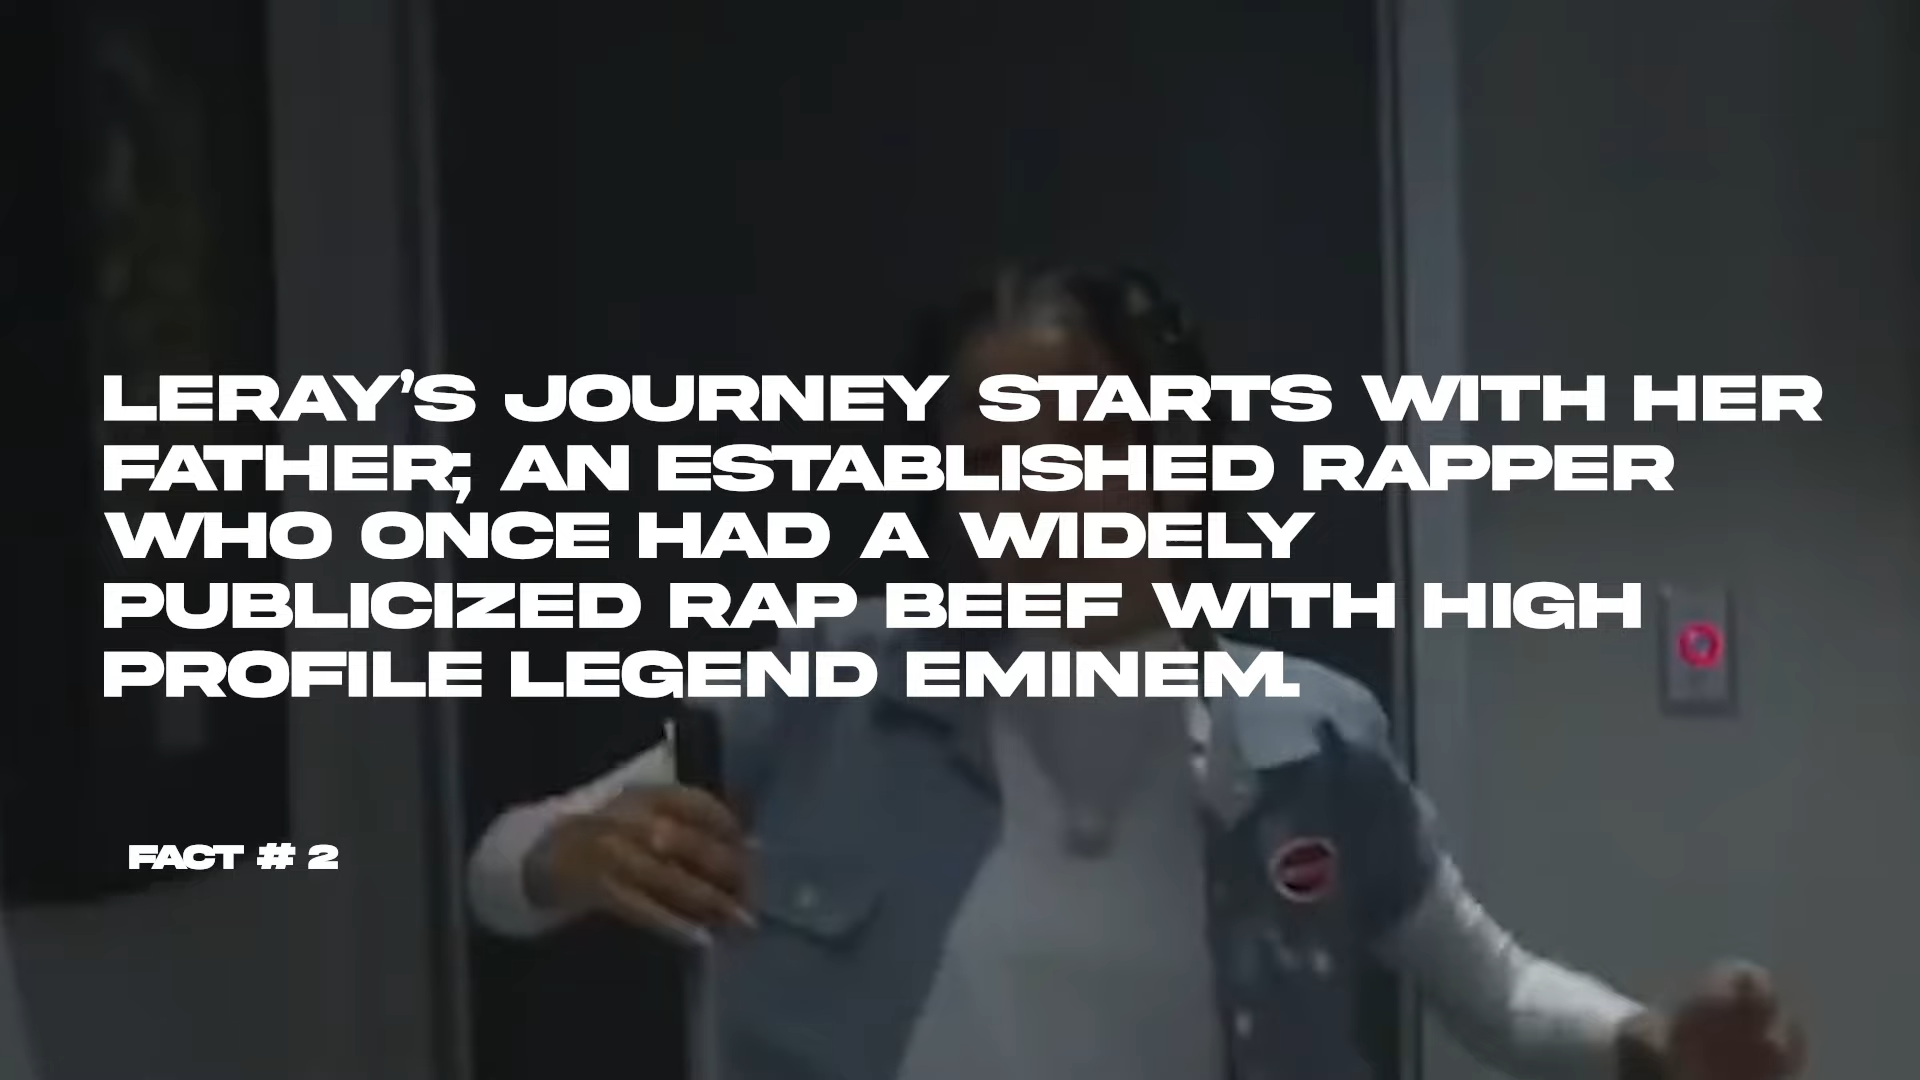 LERAY’S JOURNEY STARTS WITH HER
FATHER; AN ESTABLISHED RAPPER
WHO ONCE HAD A WIDELY
PUBLICIZED RAP BEEF WITH HIGH
PROFILE LEGEND EMINEM.
FACT # 2